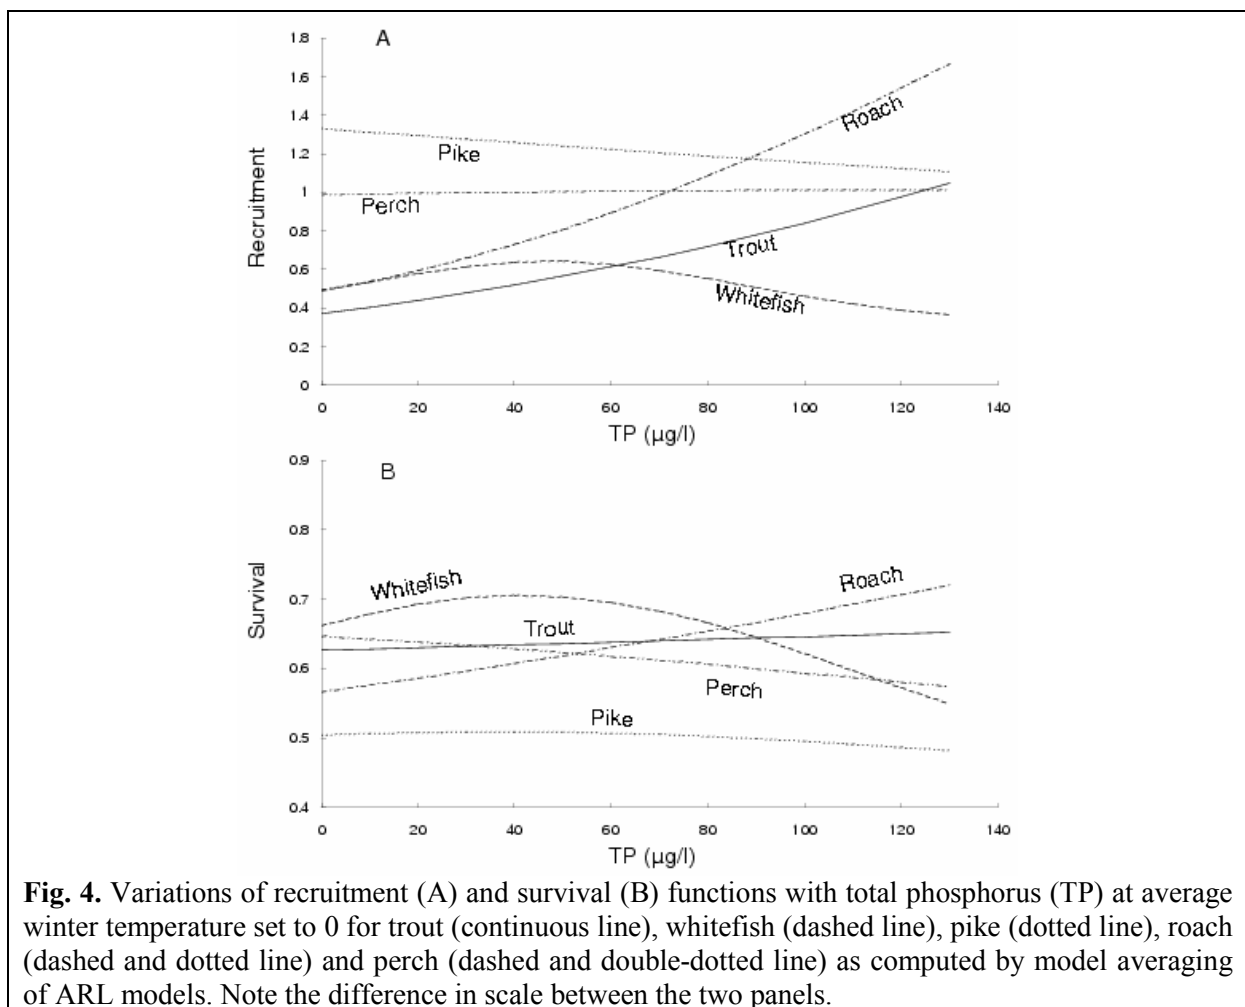 A
1.8
1.6
1.4
1.2
1
0.8
0.6
0.4
0.2
0
Recruitment
Roach
Pike
Perch
Trout
Whitefish
0 20 40 60 80 100 120 140
TP (µg/l)
B
0.9
0.8
0.7
0.6
0.5
0.4
Survival
Whitefish
Roach
Trout
Perch
Pike
0 20 40 60 80 100 120 140
TP (µg/l)
Fig. 4. Variations of recruitment (A) and survival (B) functions with total phosphorus (TP) at average
winter temperature set to 0 for trout (continuous line), whitefish (dashed line), pike (dotted line), roach
(dashed and dotted line) and perch (dashed and double-dotted line) as computed by model averaging
of ARL models. Note the difference in scale between the two panels.